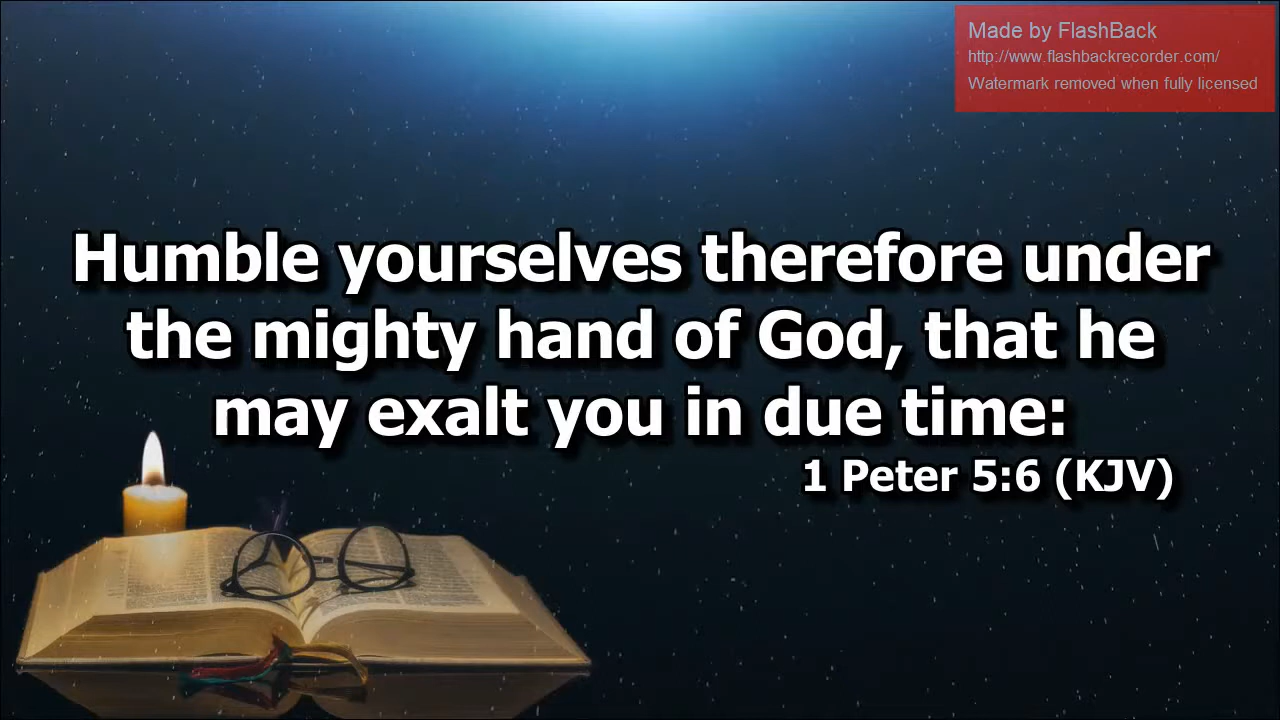 Made by FlashBack
http://www.flashbackrecorder.com/
Watermark removed when fully licensed
Humble yourselves therefore under
the mighty hand of God, that he
may exalt you in due time:
1 Peter 5:6 (KJV)